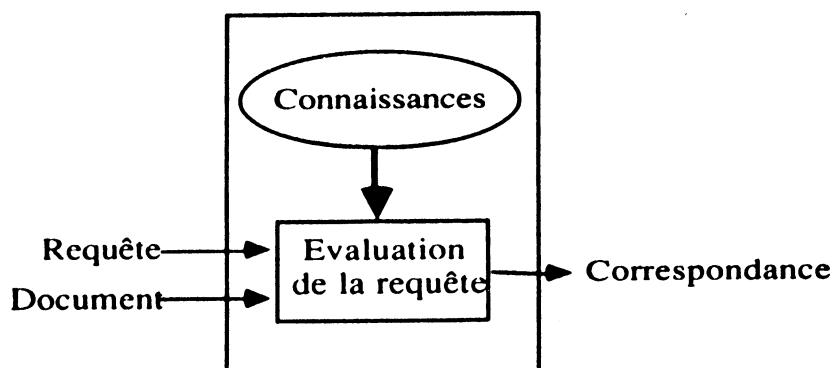 Connaissances
Requête
Document
Evaluation
de la requête
Correspondance